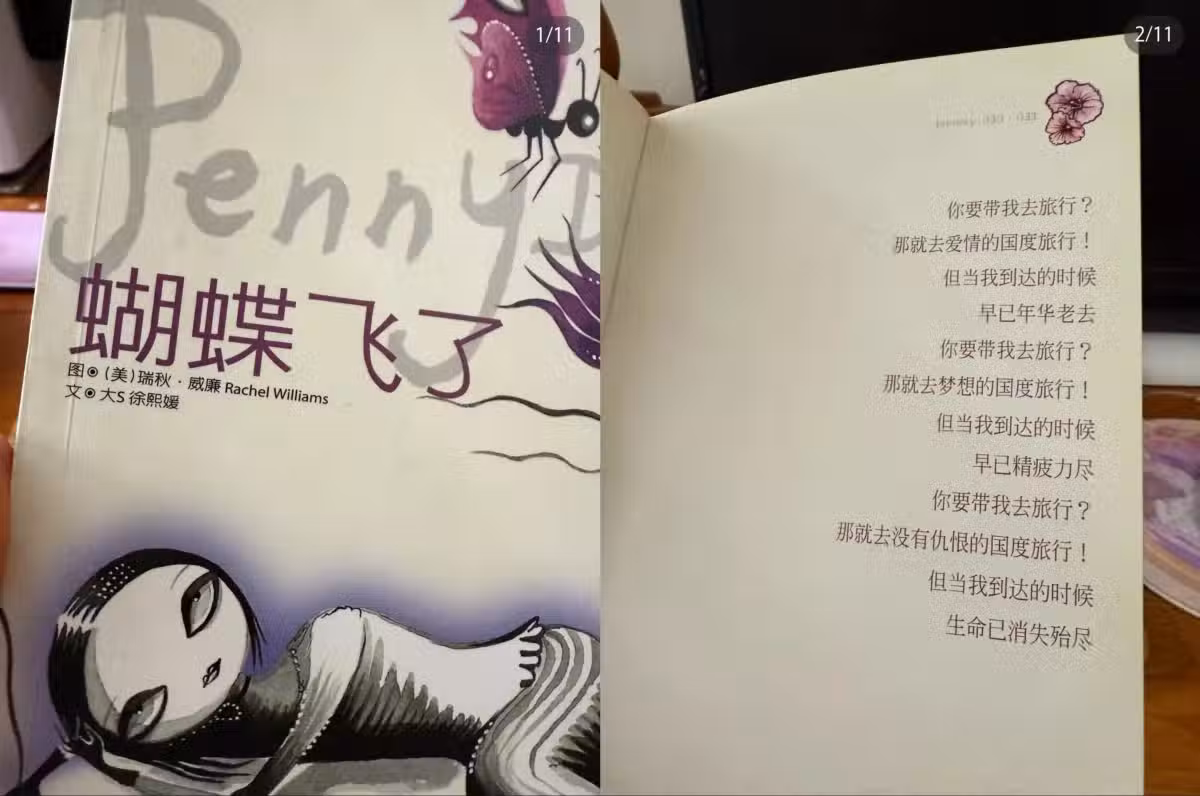 1/11
Penny
蝴蝶飞了
图◉(美)瑞秋·威廉 Rachel Williams
文◉大S 徐熙媛
2/11
你要带我去旅行？
那就去爱情的国度旅行！
但当我到达的时候
早已年华老去
你要带我去旅行？
那就去梦想的国度旅行！
但当我到达的时候
早已精疲力尽
你要带我去旅行？
那就去没有仇恨的国度旅行！
但当我到达的时候
生命已消失殆尽